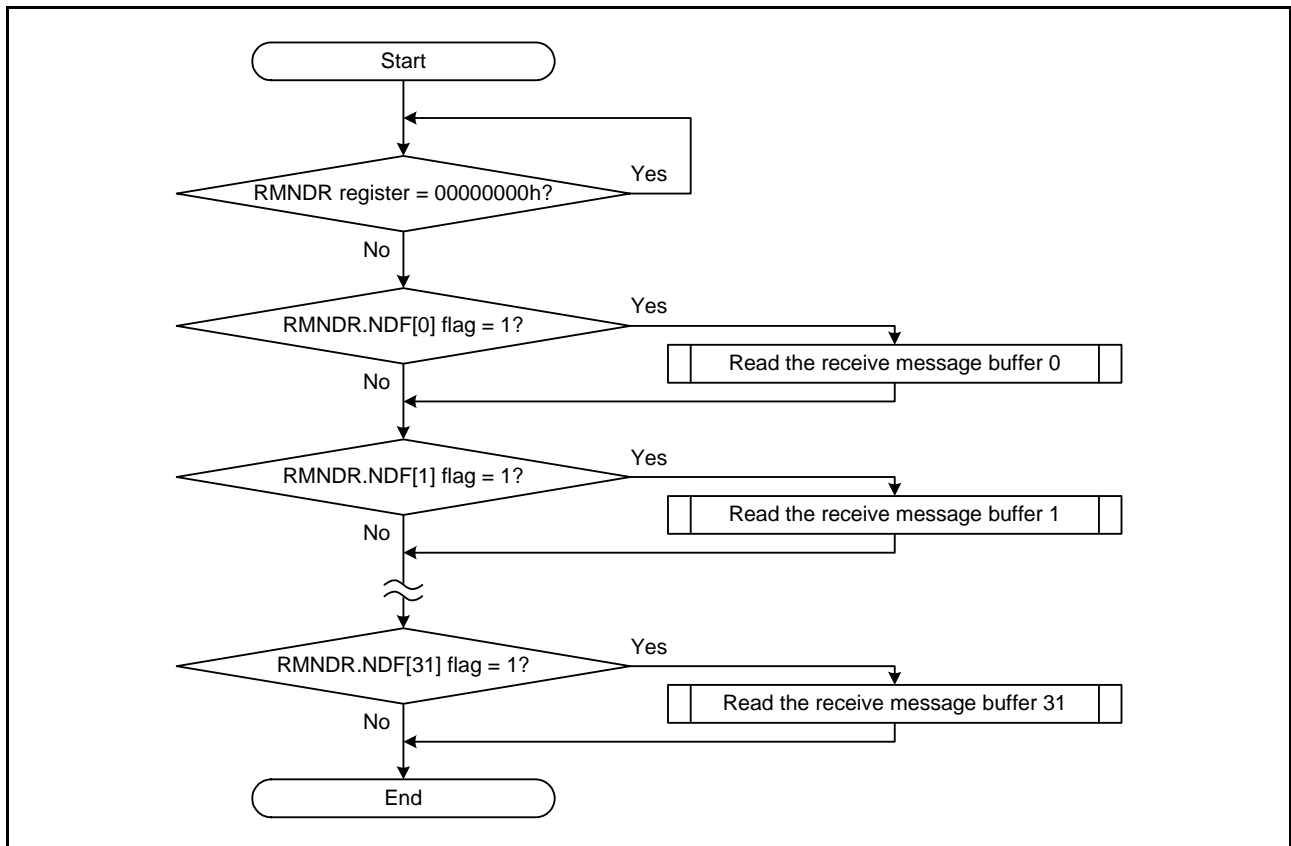 Start
RMNDR register = 00000000h?
Yes
No
RMNDR.NDF[0] flag = 1?
Yes
Read the receive message buffer 0
No
RMNDR.NDF[1] flag = 1?
Yes
Read the receive message buffer 1
No
RMNDR.NDF[31] flag = 1?
Yes
Read the receive message buffer 31
No
End